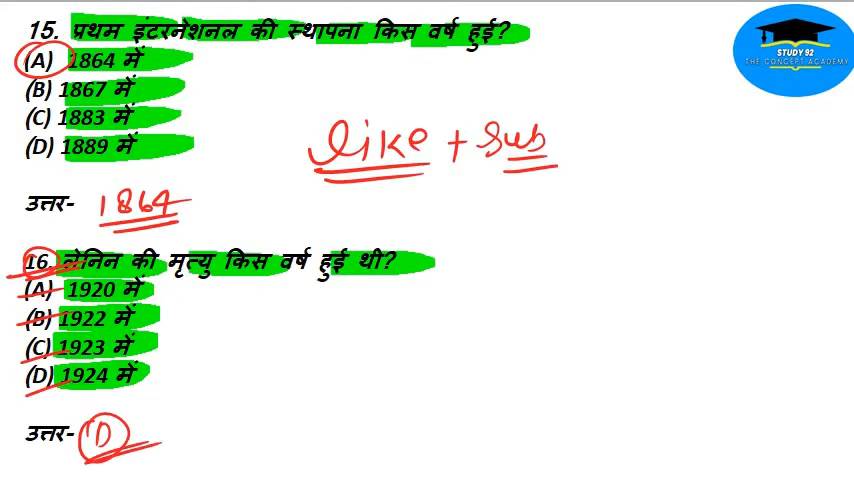 15. प्रथम इंटरनेशनल की स्थापना किस वर्ष हुई?
(A) 1864 में
(B) 1867 में
(C) 1883 में
(D) 1889 में
उत्तर- 1864
like + Sub
STUDY 92
THE CONCEPT ACADEMY
16. लेनिन की मृत्यु किस वर्ष हुई थी?
(A) 1920 में
(B) 1922 में
(C) 1923 में
(D) 1924 में
उत्तर- D